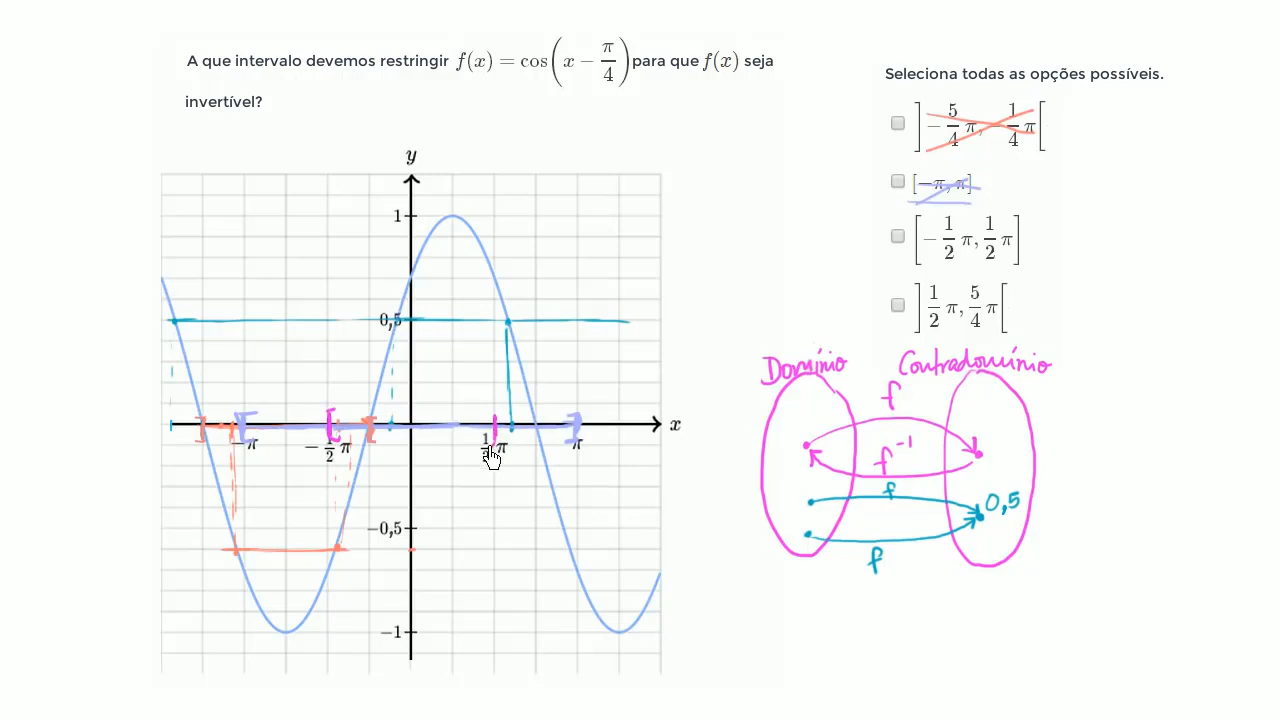 A que intervalo devemos restringir f(x) = cos(x − π/4) para que f(x) seja
invertível?
Seleciona todas as opções possíveis.
]−5/4 π, −1/4 π[
[−π, π]
[−1/2 π, 1/2 π]
]1/2 π, 5/4 π[
y
1
0,5
−0,5
−1
−π
−1/2 π
1/2 π
π
x
Domínio
Contradomínio
f
f⁻¹
f
0,5
f